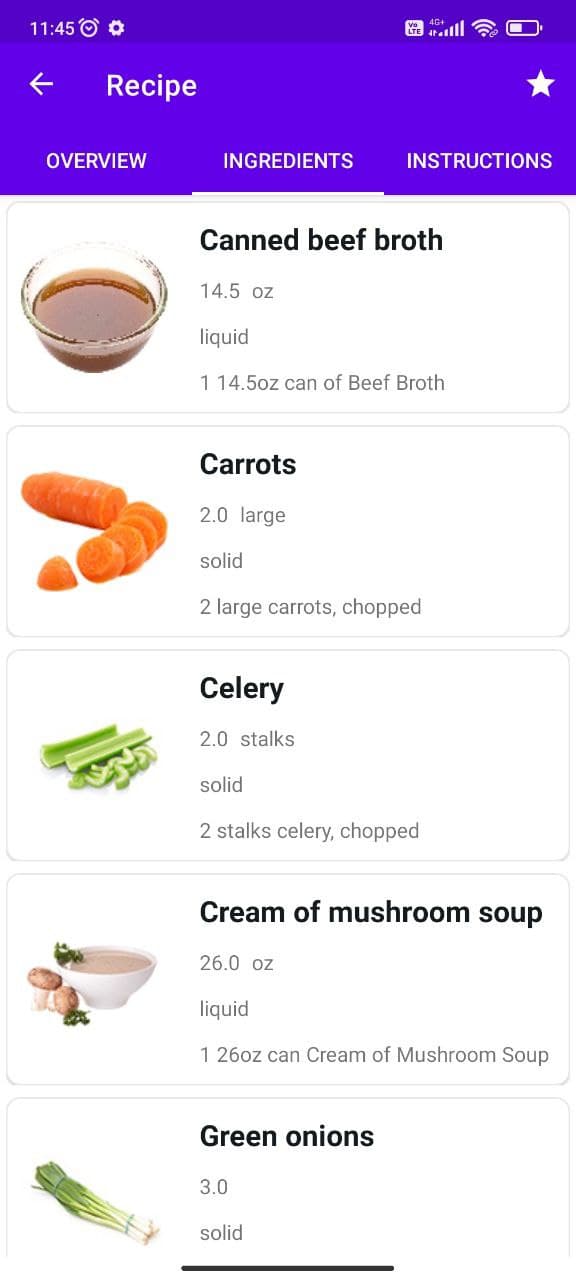 11:45
Vo
LTE
4G+
Recipe
OVERVIEW INGREDIENTS INSTRUCTIONS
Canned beef broth
14.5 oz
liquid
1 14.5oz can of Beef Broth
Carrots
2.0 large
solid
2 large carrots, chopped
Celery
2.0 stalks
solid
2 stalks celery, chopped
Cream of mushroom soup
26.0 oz
liquid
1 26oz can Cream of Mushroom Soup
Green onions
3.0
solid